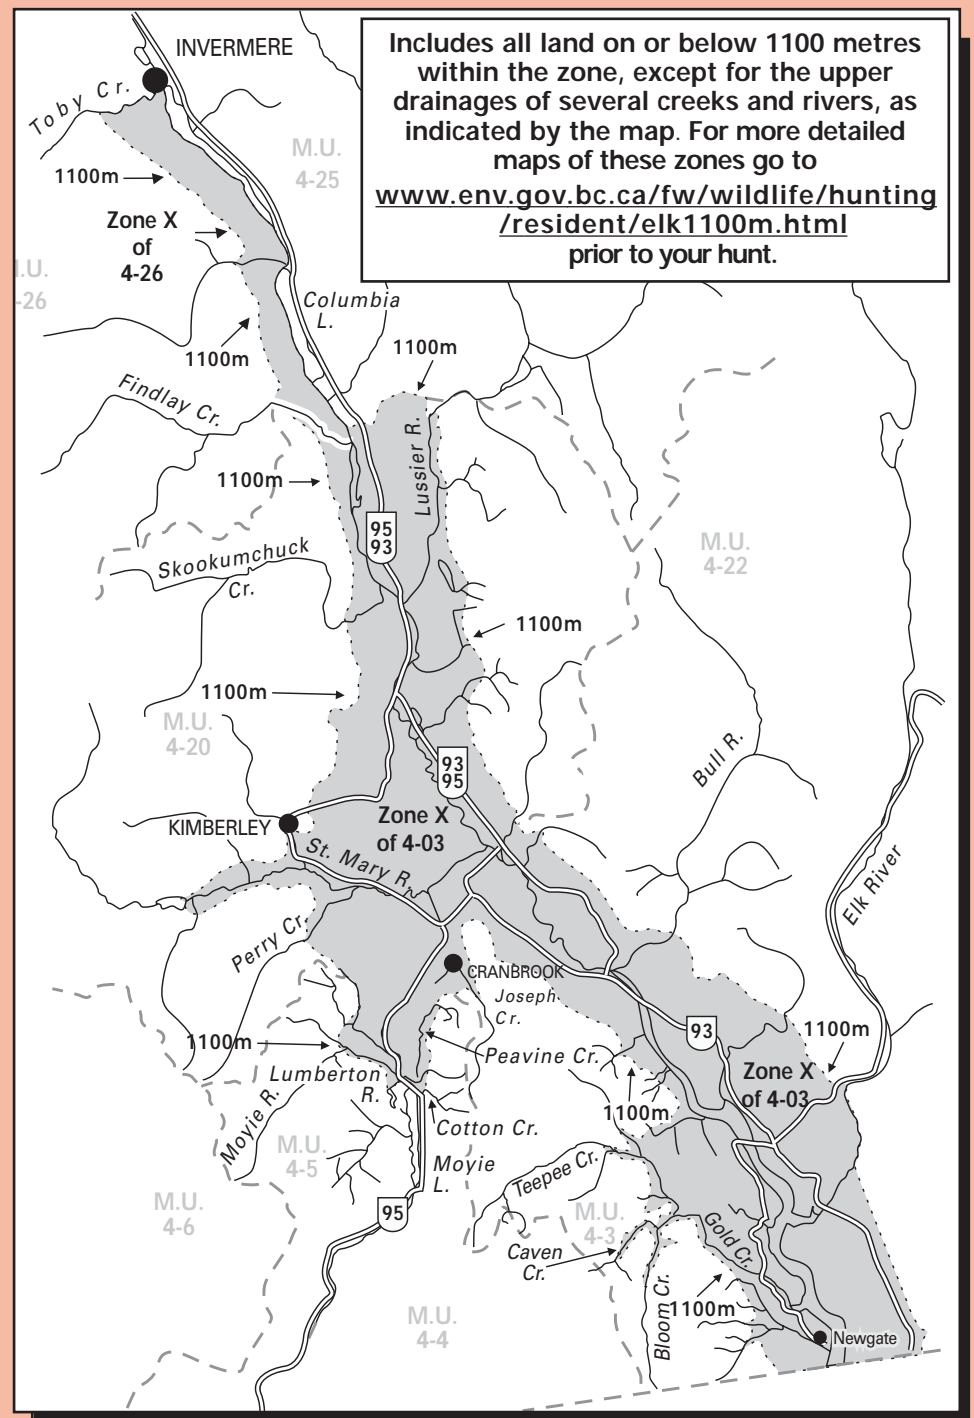 INVERMERE
Includes all land on or below 1100 metres
within the zone, except for the upper
drainages of several creeks and rivers, as
indicated by the map. For more detailed
maps of these zones go to
www.env.gov.bc.ca/fw/wildlife/hunting
/resident/elk1100m.html
prior to your hunt.
Toby Cr.
M.U.
4-25
1100m
Zone X
of
4-26
.U.
-26
Columbia
L.
1100m
1100m
Findlay Cr.
Lussier R.
1100m
95
93
M.U.
4-22
Skookumchuck
Cr.
1100m
1100m
M.U.
4-20
Bull R.
93
95
Zone X
of 4-03
KIMBERLEY
St. Mary R.
Elk River
Perry Cr.
CRANBROOK
Joseph
Cr.
93
1100m
1100m
Peavine Cr.
Zone X
of 4-03
Lumberton
R.
1100m
Moyie R.
Cotton Cr.
M.U.
4-5
Moyie
L.
Teepee Cr.
M.U.
4-6
95
M.U.
4-3
Gold Cr.
Caven
Cr.
Bloom Cr.
1100m
M.U.
4-4
Newgate